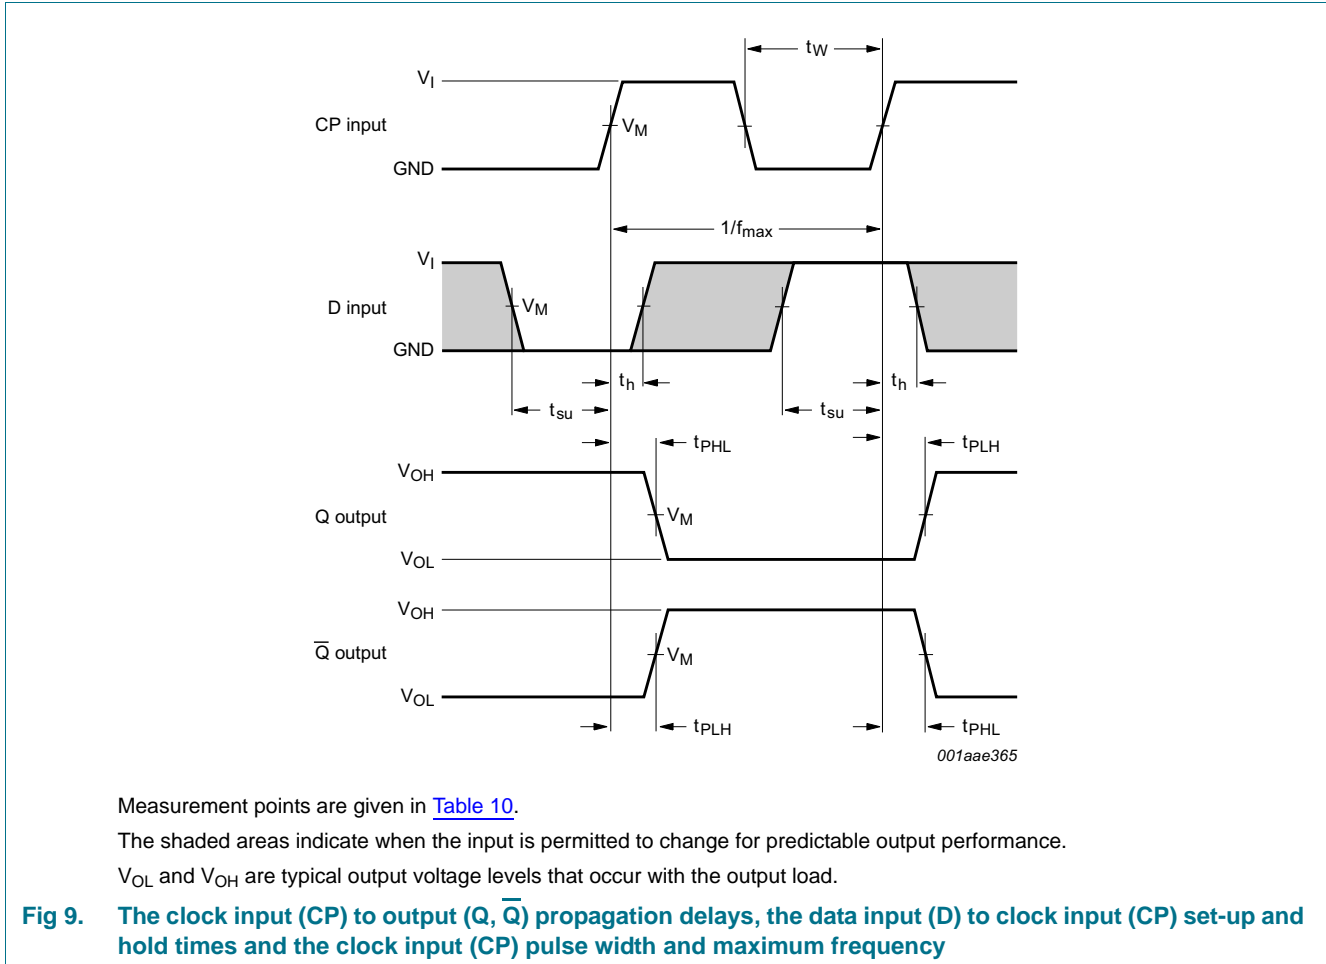 tW
VI
CP input
VM
GND
1/fmax
VI
D input
VM
GND
th
th
tsu
tsu
tPHL
tPLH
VOH
Q output
VM
VOL
VOH
Q̅ output
VM
VOL
tPLH
tPHL
001aae365
Measurement points are given in Table 10.
The shaded areas indicate when the input is permitted to change for predictable output performance.
VOL and VOH are typical output voltage levels that occur with the output load.
Fig 9. The clock input (CP) to output (Q, Q̅) propagation delays, the data input (D) to clock input (CP) set-up and
hold times and the clock input (CP) pulse width and maximum frequency